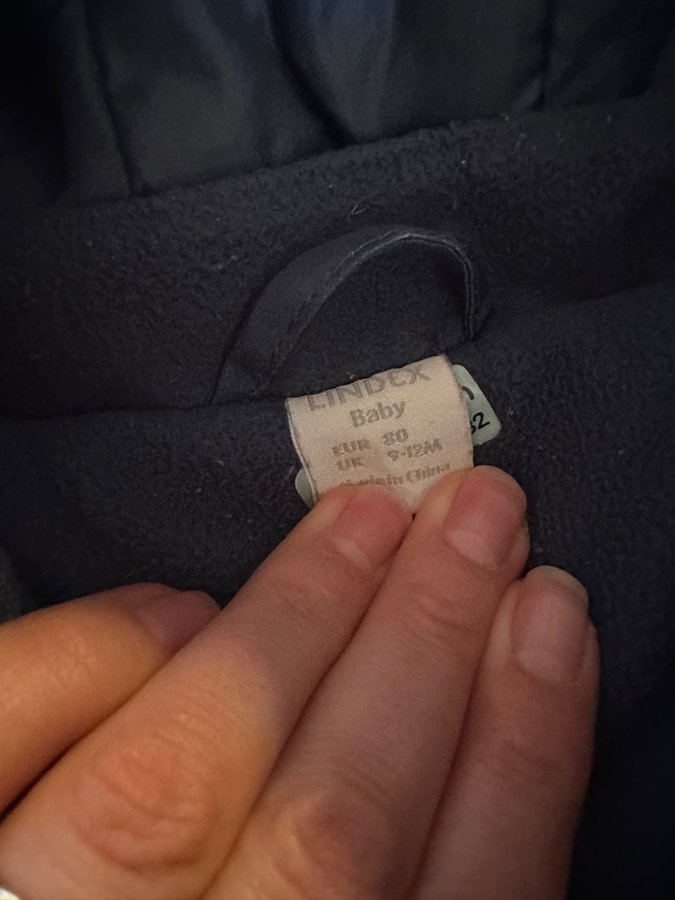 LINDEX
Baby
EUR 80
UK 9-12M
Made in China